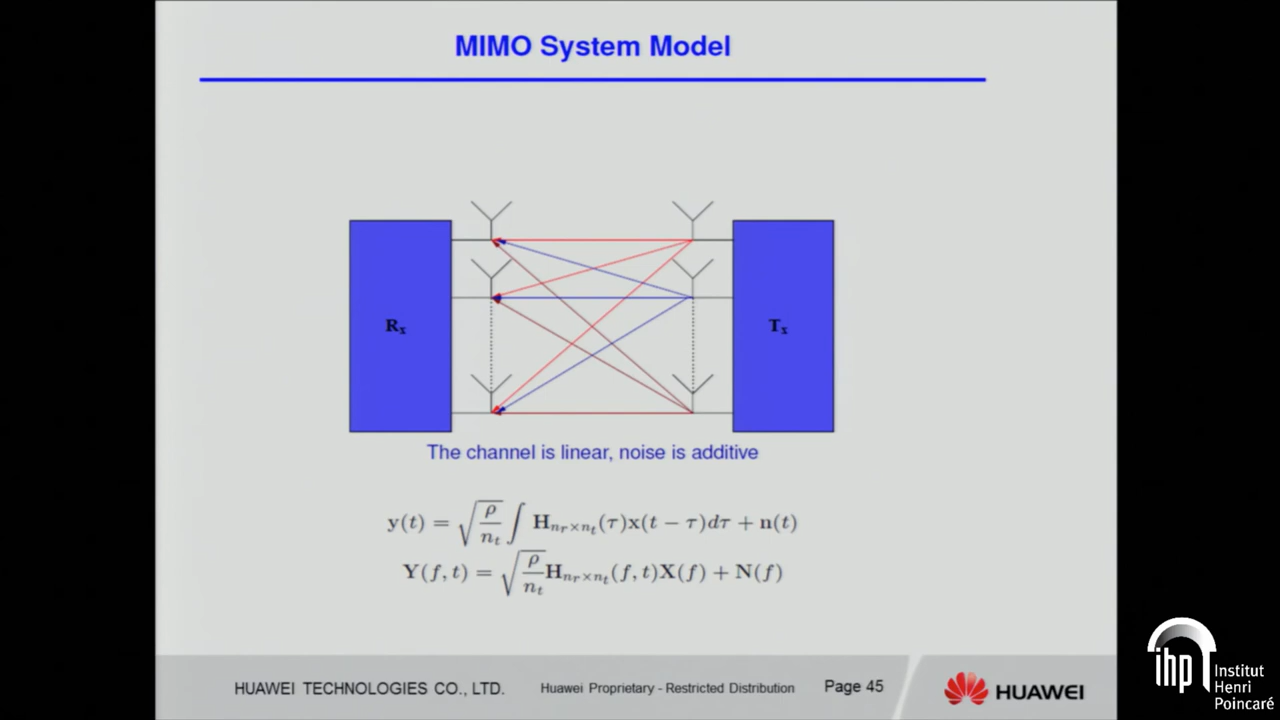 MIMO System Model
Rx
Tx
The channel is linear, noise is additive
y(t) = √(ρ/n_t) ∫ H_{n_r×n_t}(τ)x(t − τ)dτ + n(t)
Y(f, t) = √(ρ/n_t) H_{n_r×n_t}(f, t)X(f) + N(f)
HUAWEI TECHNOLOGIES CO., LTD.
Huawei Proprietary - Restricted Distribution
Page 45
HUAWEI
ihp
Institut
Henri
Poincaré